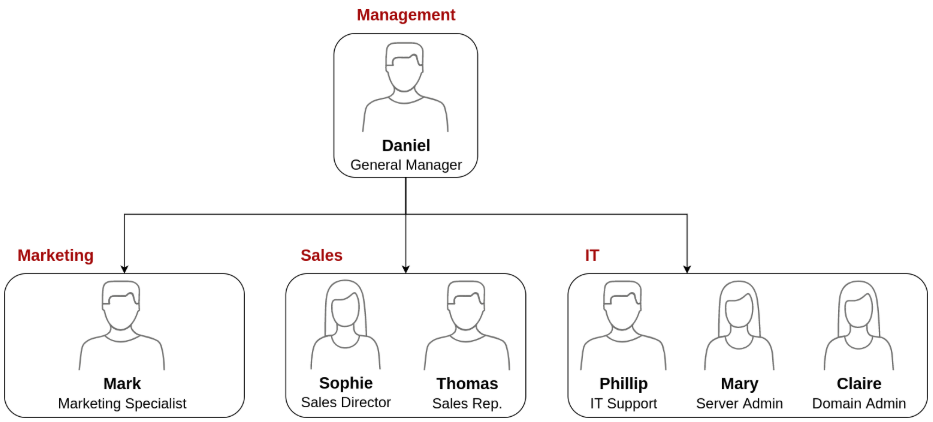 Management
Daniel
General Manager
Marketing
Mark
Marketing Specialist
Sales
Sophie
Sales Director
Thomas
Sales Rep.
IT
Phillip
IT Support
Mary
Server Admin
Claire
Domain Admin